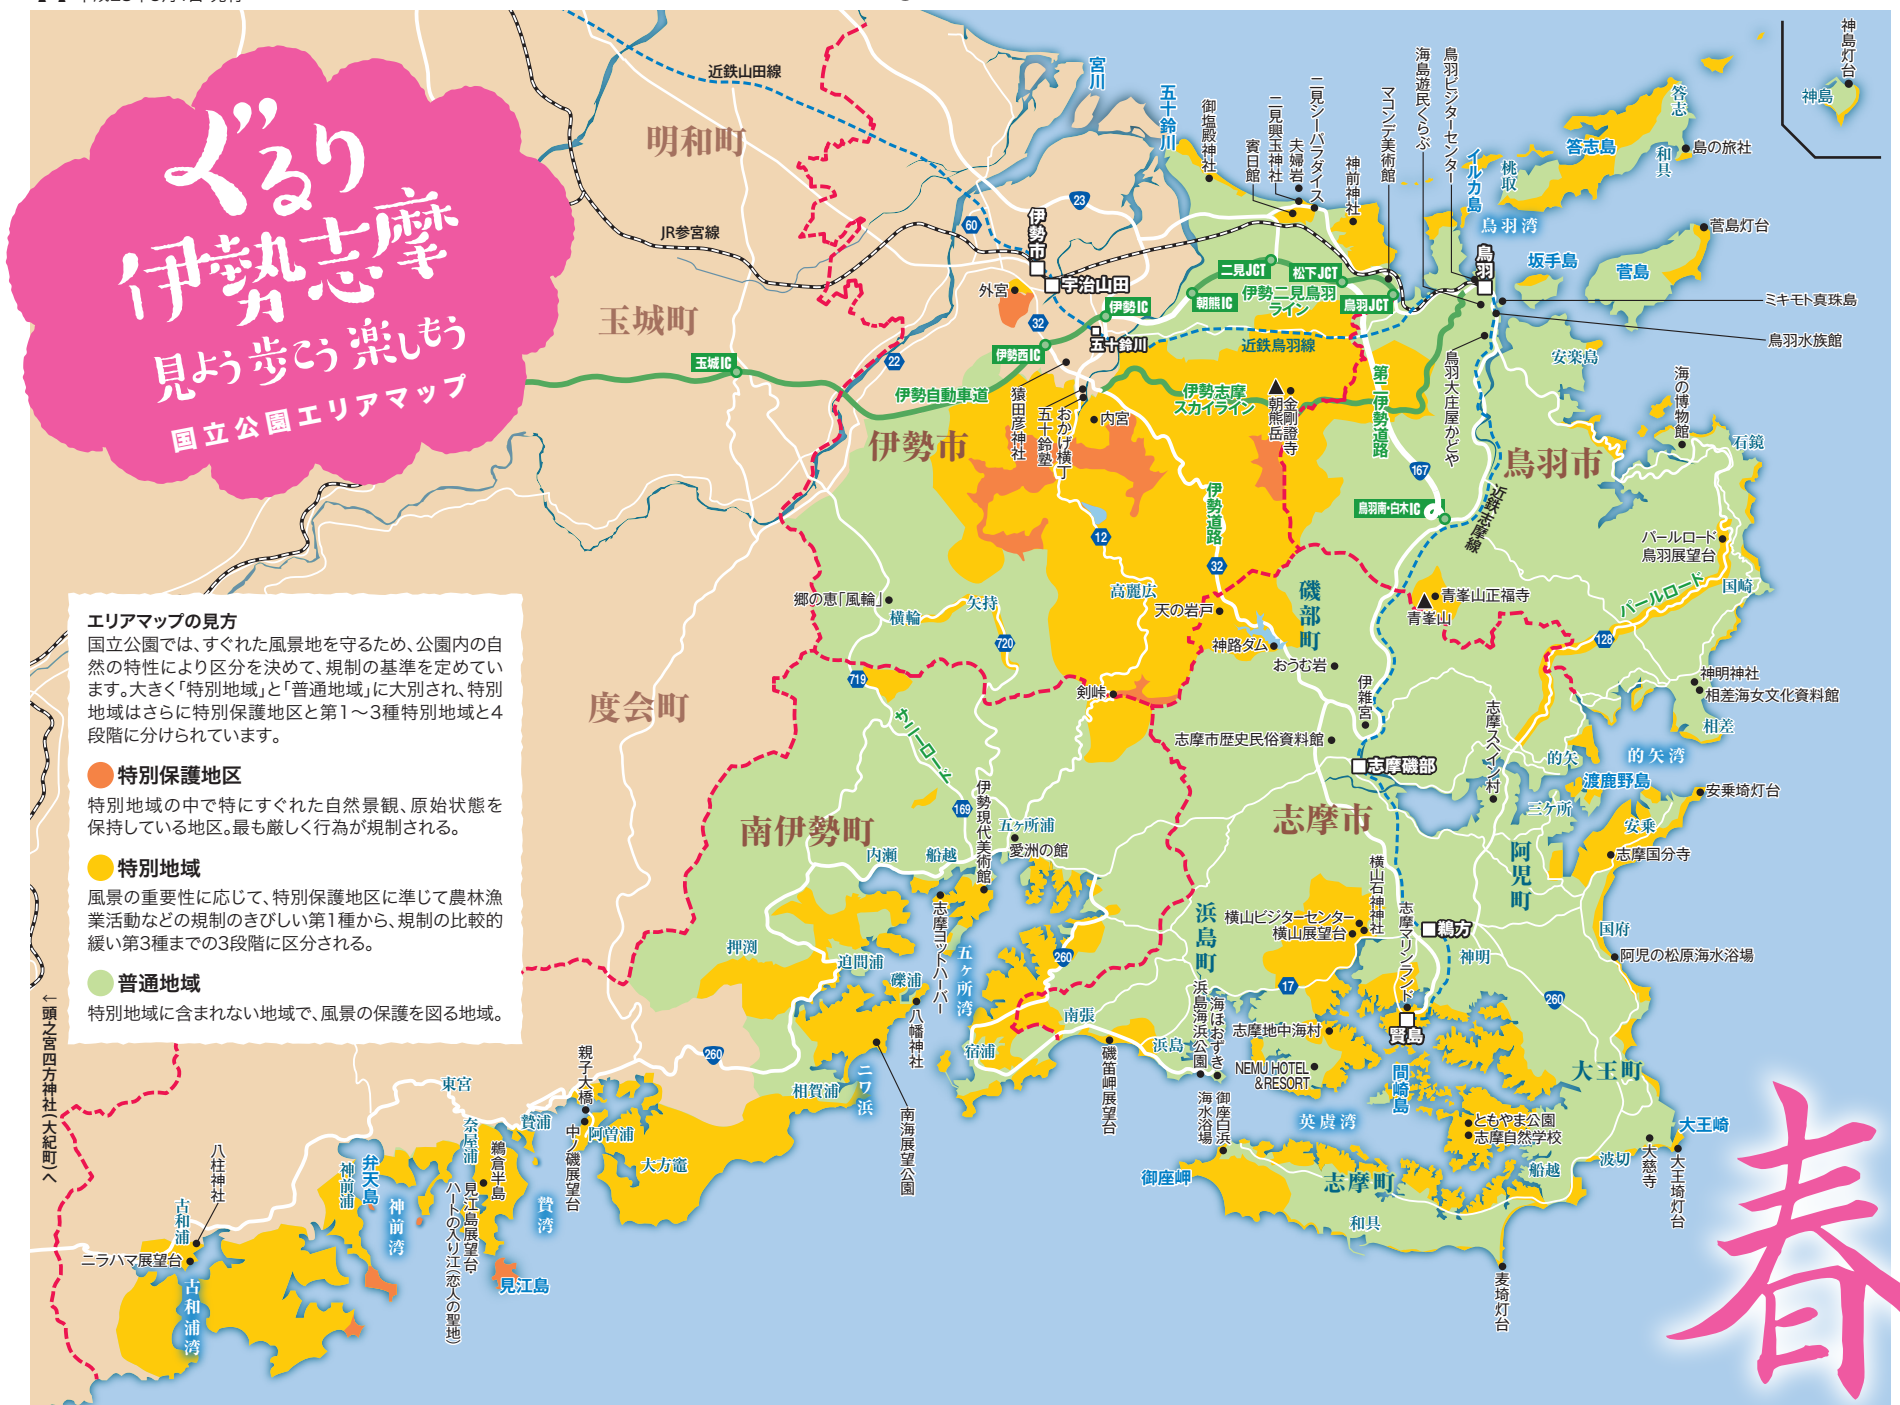 ぐるり
伊勢志摩
見よう歩こう楽しもう
国立公園エリアマップ
エリアマップの見方
国立公園では、すぐれた風景地を守るため、公園内の自
然の特性により区分を決めて、規制の基準を定めてい
ます。大きく「特別地域」と「普通地域」に大別され、特別
地域はさらに特別保護地区と第1〜3種特別地域と4
段階に分けられています。
特別保護地区
特別地域の中で特にすぐれた自然景観、原始状態を
保持している地区。最も厳しく行為が規制される。
特別地域
風景の重要性に応じて、特別保護地区に準じて農林漁
業活動などの規制のきびしい第1種から、規制の比較的
緩い第3種までの3段階に区分される。
普通地域
特別地域に含まれない地域で、風景の保護を図る地域。
←頭之宮四方神社(大紀町)へ
近鉄山田線
明和町
JR参宮線
玉城町
玉城IC
度会町
宮川
五十鈴川
御塩殿神社
賓日館
二見興玉神社
夫婦岩
二見シーパラダイス
神前神社
マコンデ美術館
海島遊民くらぶ
鳥羽ビジターセンター
イルカ島
桃取
答志島
答志
和具
島の旅社
神島灯台
神島
鳥羽湾
坂手島
菅島
菅島灯台
ミキモト真珠島
鳥羽水族館
鳥羽
23
60
伊勢市
宇治山田
外宮
32
伊勢IC
朝熊IC
二見JCT
松下JCT
伊勢二見鳥羽
ライン
鳥羽JCT
五十鈴川
伊勢西IC
近鉄鳥羽線
22
伊勢自動車道
伊勢市
猿田彦神社
五十鈴塾
おかげ横丁
内宮
伊勢志摩
スカイライン
朝熊岳
金剛證寺
第二伊勢道路
鳥羽大庄屋かどや
167
鳥羽南・白木IC
近鉄志摩線
鳥羽市
安楽島
海の博物館
石鏡
パールロード
鳥羽展望台
国崎
パールロード
128
神明神社
相差海女文化資料館
相差
的矢湾
的矢
12
伊勢道路
32
高麗広
天の岩戸
神路ダム
おうむ岩
磯部町
青峯山正福寺
青峯山
郷の恵「風輪」
横輪
矢持
720
719
剣峠
サニーロード
伊雑宮
志摩市歴史民俗資料館
志摩磯部
志摩スペイン村
渡鹿野島
三ケ所
安乗埼灯台
安乗
志摩国分寺
阿児町
国府
阿児の松原海水浴場
志摩市
南伊勢町
169
伊勢現代美術館
五ヶ所浦
愛洲の館
内瀬
船越
志摩ヨットハーバー
五ヶ所湾
押渕
迫間浦
礫浦
八幡神社
南海展望公園
ニワ浜
相賀浦
260
宿浦
南張
260
磯笛岬展望台
浜島町
浜島
浜島海浜公園
海ほおずき
海水浴場
御座白浜
17
横山ビジターセンター
横山展望台
横山石神神社
志摩マリンランド
鵜方
神明
260
志摩地中海村
NEMU HOTEL
&RESORT
賢島
間崎島
英虞湾
大王町
ともやま公園
志摩自然学校
大王崎
大慈寺
大王埼灯台
波切
船越
志摩町
和具
御座岬
麦埼灯台
親子大橋
中ノ磯展望台
阿曽浦
大方竈
贄浦
贄湾
東宮
奈屋浦
鵜倉半島
見江島展望台・
ハートの入り江(恋人の聖地)
見江島
弁天島
神前浦
神前湾
八柱神社
古和浦
ニラハマ展望台
古和浦湾
春